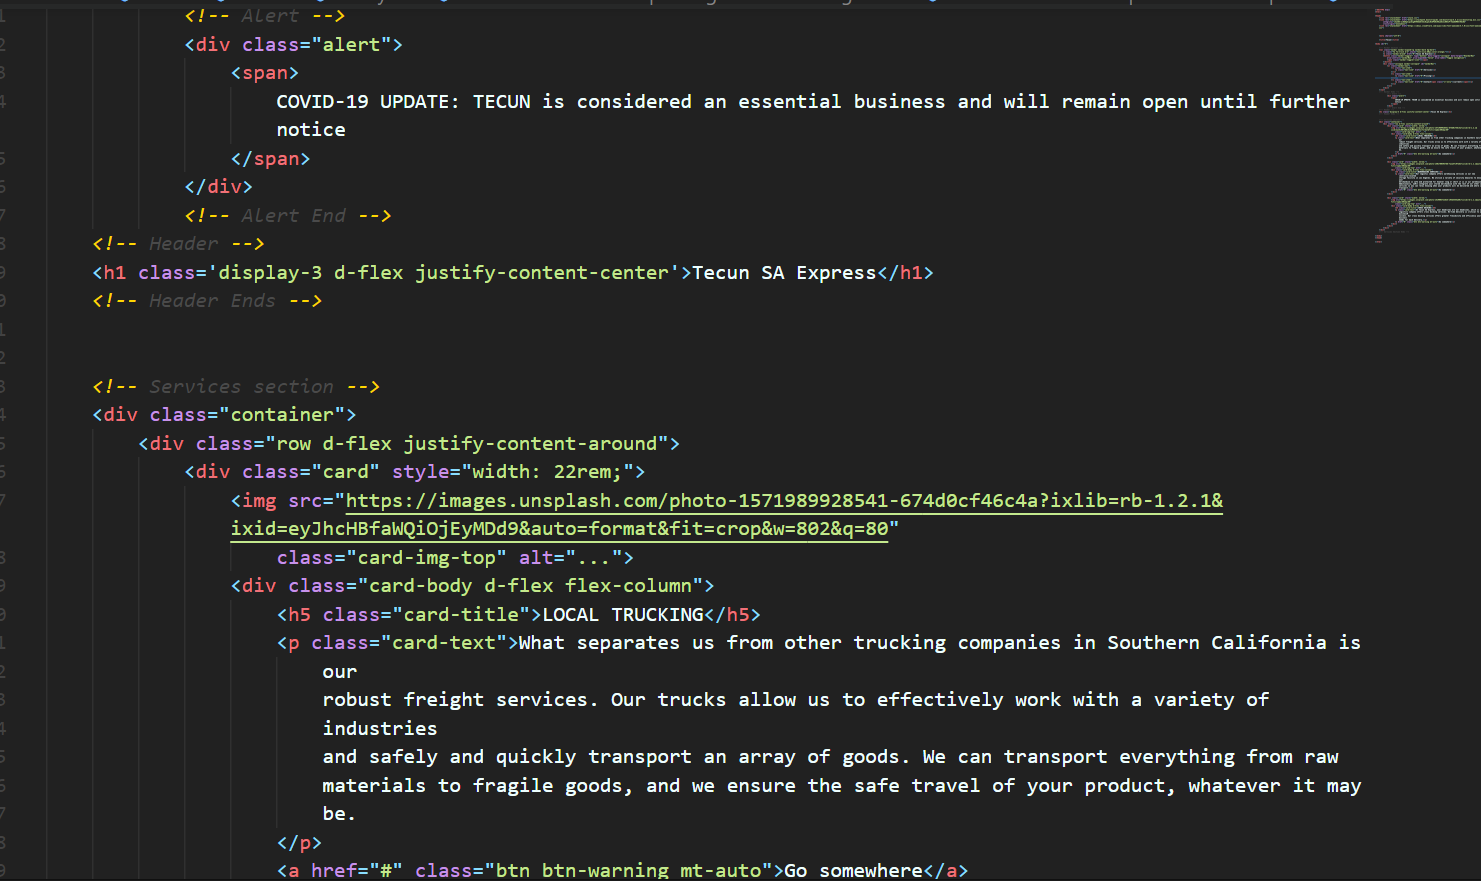 <!-- Alert -->
<div class="alert">
<span>
COVID-19 UPDATE: TECUN is considered an essential business and will remain open until further
notice
</span>
</div>
<!-- Alert End -->
<!-- Header -->
<h1 class='display-3 d-flex justify-content-center'>Tecun SA Express</h1>
<!-- Header Ends -->
<!-- Services section -->
<div class="container">
<div class="row d-flex justify-content-around">
<div class="card" style="width: 22rem;">
<img src="https://images.unsplash.com/photo-1571989928541-674d0cf46c4a?ixlib=rb-1.2.1&
ixid=eyJhcHBfaWQiOjEyMDd9&auto=format&fit=crop&w=802&q=80"
class="card-img-top" alt="...">
<div class="card-body d-flex flex-column">
<h5 class="card-title">LOCAL TRUCKING</h5>
<p class="card-text">What separates us from other trucking companies in Southern California is
our
robust freight services. Our trucks allow us to effectively work with a variety of
industries
and safely and quickly transport an array of goods. We can transport everything from raw
materials to fragile goods, and we ensure the safe travel of your product, whatever it may
be.
</p>
<a href="#" class="btn btn-warning mt-auto">Go somewhere</a>